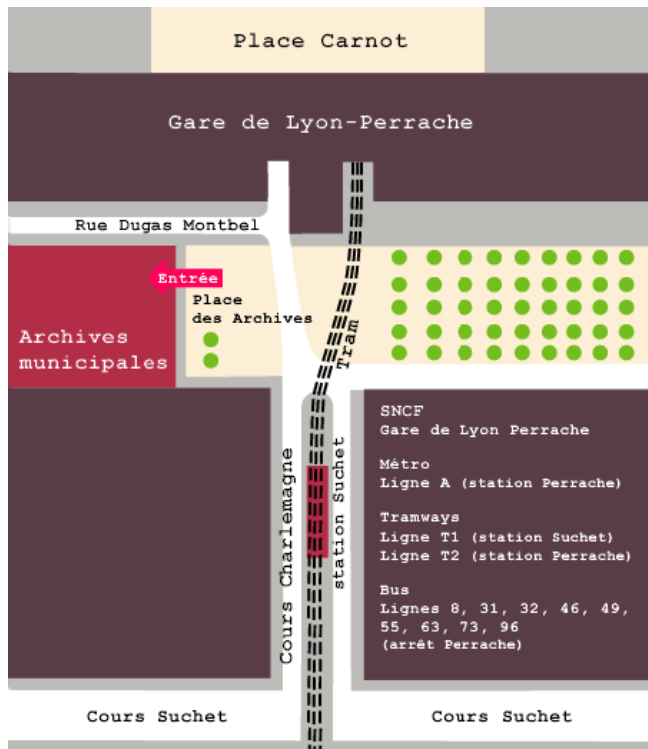 Place Carnot
Gare de Lyon-Perrache
Rue Dugas Montbel
Entrée
Place
des Archives
Archives
municipales
Tram
Cours Charlemagne
station Suchet
SNCF
Gare de Lyon Perrache
Métro
Ligne A (station Perrache)
Tramways
Ligne T1 (station Suchet)
Ligne T2 (station Perrache)
Bus
Lignes 8, 31, 32, 46, 49,
55, 63, 73, 96
(arrêt Perrache)
Cours Suchet
Cours Suchet